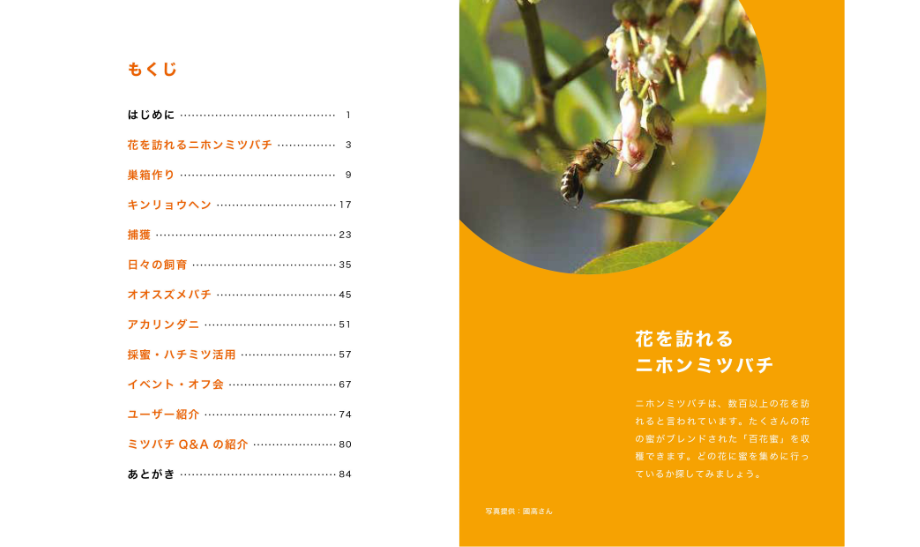 もくじ
はじめに 1
花を訪れるニホンミツバチ 3
巣箱作り 9
キンリョウヘン 17
捕獲 23
日々の飼育 35
オオスズメバチ 45
アカリンダニ 51
採蜜・ハチミツ活用 57
イベント・オフ会 67
ユーザー紹介 74
ミツバチ Q&A の紹介 80
あとがき 84
花を訪れる
ニホンミツバチ
ニホンミツバチは、数百以上の花を訪
れると言われています。たくさんの花
の蜜がブレンドされた「百花蜜」を収
穫できます。どの花に蜜を集めに行っ
ているか探してみましょう。
写真提供：園高さん